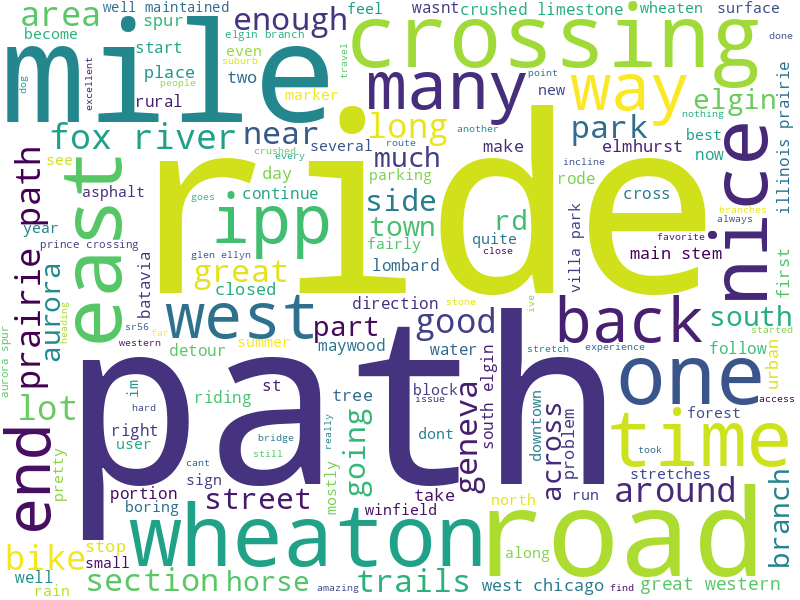 well maintained
spur
enough
area
elgin branch
feel
wasnt
crushed limestone
wheaten
surface
become
start
even
suburb
travel
crossing
done
mile
dog
excellent
place
two
people
many
point
way
new
elgin
rural
marker
fox river
near
long
another
park
best
nothing
illinois prairie
several
route
make
elmhurst
now
see
crushed
every
much
incline
nice
prairie path
east
asphalt
day
parking
rode
cross
ride
goes
continue
side
branches
always
year
ipp
town
rd
villa park
favorite
prince crossing
fairly
quite
close
main stem
glen ellyn
great
lombard
first
aurora
batavia
closed
direction
stone
ive
back
south
sr56
west
part
good
started
western
detour
maywood
water
stretch
experience
follow
aurora spur
heading
far
summer
urban
lot
im
riding
st
tree
block
south elgin
one
access
path
hard
issue
downtown
forest
end
right
going
really
dont
geneva
across
problem
time
user
bridge
still
took
pretty
cant
sign
mostly
stretches
branch
portion
street
take
north
run
around
boring
winfield
wheaton
road
bike
stop
along
small
well
section
horse
amazing
trails
west chicago
find
great western
rain